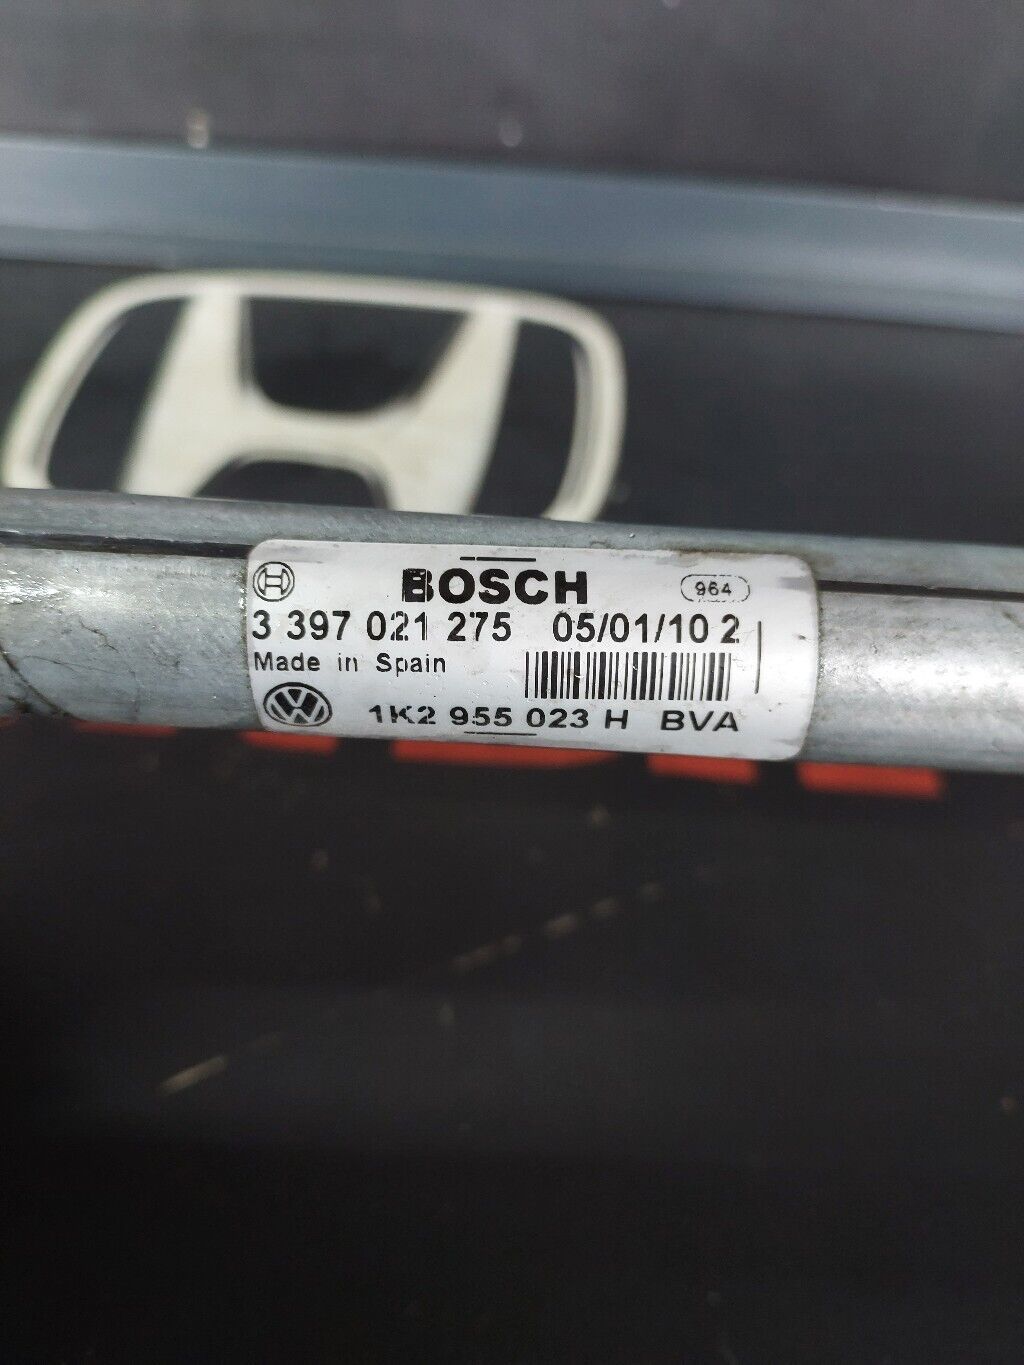 BOSCH 964
3 397 021 275 05/01/10 2
Made in Spain
1K2 955 023 H BVA